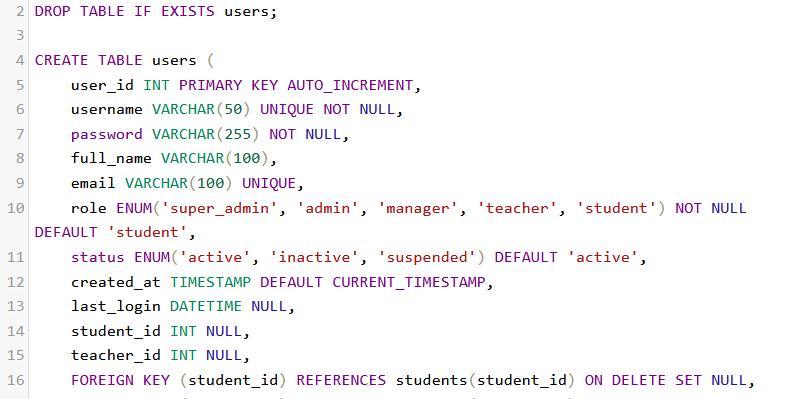 2 DROP TABLE IF EXISTS users;
3
4 CREATE TABLE users (
5 user_id INT PRIMARY KEY AUTO_INCREMENT,
6 username VARCHAR(50) UNIQUE NOT NULL,
7 password VARCHAR(255) NOT NULL,
8 full_name VARCHAR(100),
9 email VARCHAR(100) UNIQUE,
10 role ENUM('super_admin', 'admin', 'manager', 'teacher', 'student') NOT NULL
DEFAULT 'student',
11 status ENUM('active', 'inactive', 'suspended') DEFAULT 'active',
12 created_at TIMESTAMP DEFAULT CURRENT_TIMESTAMP,
13 last_login DATETIME NULL,
14 student_id INT NULL,
15 teacher_id INT NULL,
16 FOREIGN KEY (student_id) REFERENCES students(student_id) ON DELETE SET NULL,